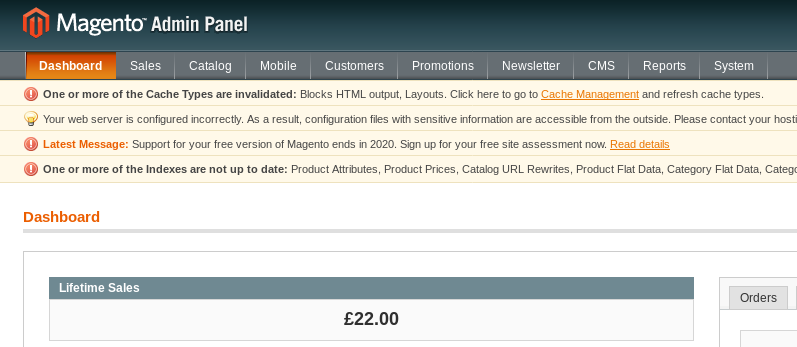 Magento Admin Panel
Dashboard Sales Catalog Mobile Customers Promotions Newsletter CMS Reports System
One or more of the Cache Types are invalidated: Blocks HTML output, Layouts. Click here to go to Cache Management and refresh cache types.
Your web server is configured incorrectly. As a result, configuration files with sensitive information are accessible from the outside. Please contact your hosti
Latest Message: Support for your free version of Magento ends in 2020. Sign up for your free site assessment now. Read details
One or more of the Indexes are not up to date: Product Attributes, Product Prices, Catalog URL Rewrites, Product Flat Data, Category Flat Data, Catego
Dashboard
Lifetime Sales
Orders
£22.00